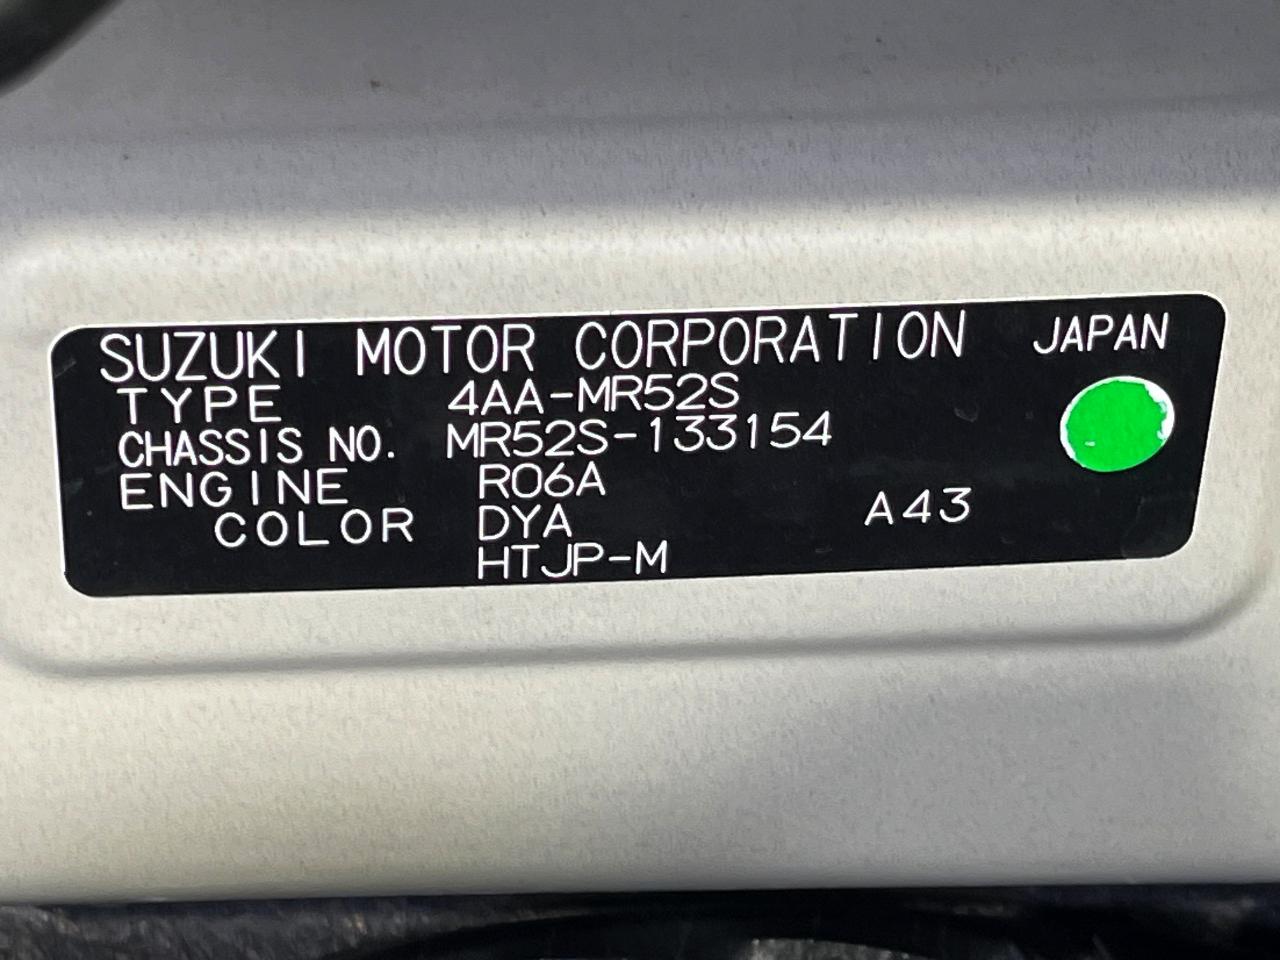 SUZUKI MOTOR CORPORATION JAPAN
TYPE 4AA-MR52S
CHASSIS NO. MR52S-133154
ENGINE R06A
COLOR DYA A43
HTJP-M